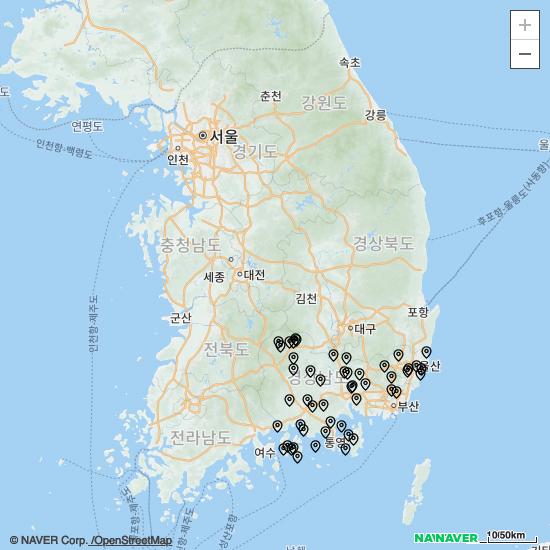 +
−
속초
춘천
강원도
강릉
도
연평도
인천항-백령도
서울
인천
경기도
울
후포항-울릉도(사동항)
충청남도
경상북도
세종
대전
김천
인천항-제주도
군산
포항
대구
전북도
경상남도
울산
부산
전라남도
여수
통영
© NAVER Corp. /OpenStreetMap
NAVER
10/50km